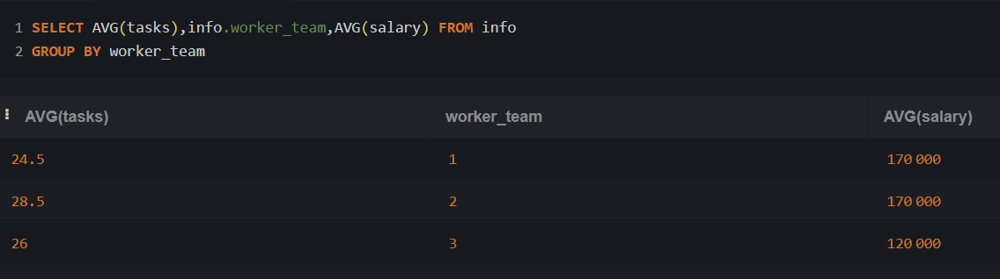 1 SELECT AVG(tasks),info.worker_team,AVG(salary) FROM info
2 GROUP BY worker_team
AVG(tasks) worker_team AVG(salary)
24.5 1 170 000
28.5 2 170 000
26 3 120 000